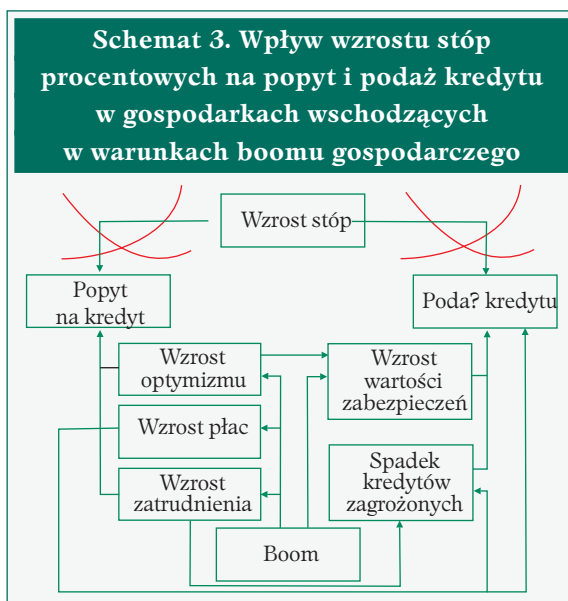 Schemat 3. Wpływ wzrostu stóp
procentowych na popyt i podaż kredytu
w gospodarkach wschodzących
w warunkach boomu gospodarczego
Wzrost stóp
Popyt
na kredyt
Poda? kredytu
Wzrost
optymizmu
Wzrost
wartości
zabezpieczeń
Wzrost płac
Wzrost
zatrudnienia
Spadek
kredytów
zagrożonych
Boom